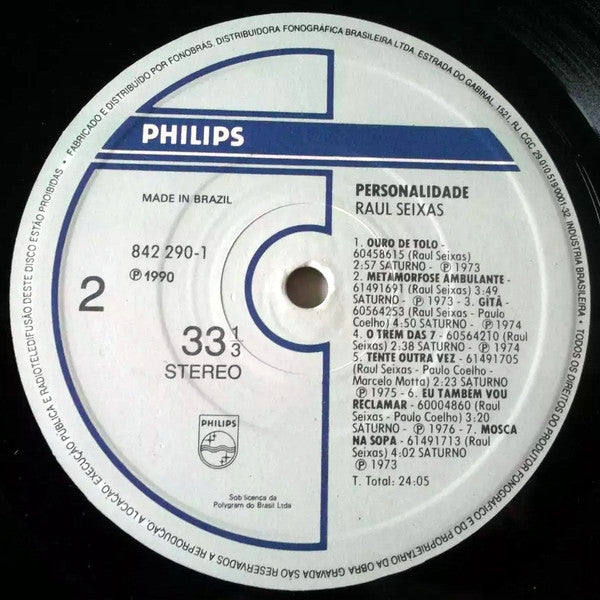 • FABRICADO E DISTRIBUÍDO POR FONOBRAS. DISTRIBUIDORA FONOGRÁFICA BRASILEIRA LTDA. ESTRADA DO GABINAL, 1521, RJ, CGC. 29 010 519 0001-32. INDÚSTRIA BRASILEIRA • TODOS OS DIREITOS DO PRODUTOR FONOGRÁFICO E DO PROPRIETÁRIO DA OBRA GRAVADA SÃO RESERVADOS A REPRODUÇÃO, A LOCAÇÃO, EXECUÇÃO PÚBLICA E RADIOTELEDIFUSÃO DESTE DISCO ESTÃO PROIBIDAS
PHILIPS
MADE IN BRAZIL
842 290-1
Ⓟ 1990
2
33 1/3
STEREO
PHILIPS
Sob licença da
Polygram do Brasil Ltda
PERSONALIDADE
RAUL SEIXAS
1. OURO DE TOLO -
60458615 (Raul Seixas)
2:57 SATURNO - Ⓟ 1973
2. METAMORFOSE AMBULANTE -
61491691 (Raul Seixas) 3:49
SATURNO - Ⓟ 1973 - 3. GITÂ -
60564253 (Raul Seixas - Paulo
Coelho) 4:50 SATURNO - Ⓟ 1974
4. O TREM DAS 7 - 60564210 (Raul
Seixas) 2:38 SATURNO - Ⓟ 1974
5. TENTE OUTRA VEZ - 61491705
(Raul Seixas - Paulo Coelho -
Marcelo Motta) 2:23 SATURNO
Ⓟ 1975 - 6. EU TAMBÉM VOU
RECLAMAR - 60004860 (Raul
Seixas - Paulo Coelho) 3:20
SATURNO - Ⓟ 1976 - 7. MOSCA
NA SOPA - 61491713 (Raul
Seixas) 4:02 SATURNO
Ⓟ 1973
T. Total: 24:05